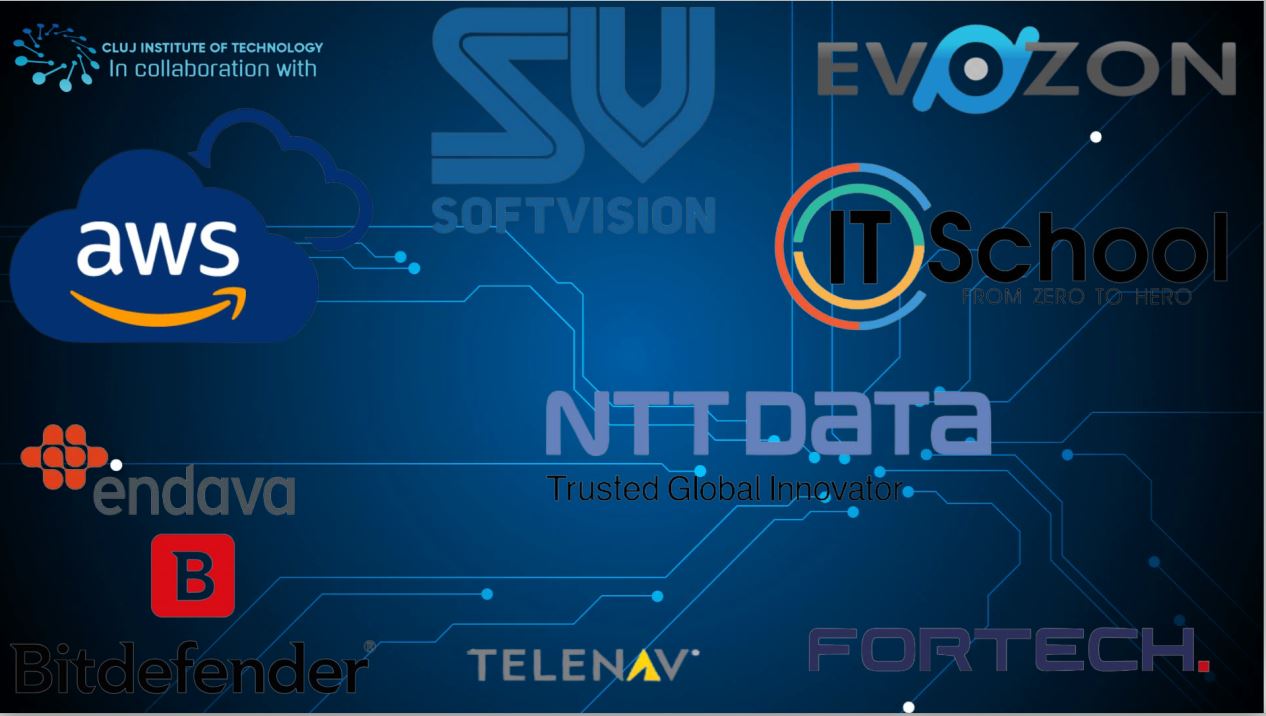 CLUJ INSTITUTE OF TECHNOLOGY
In collaboration with
SV
SOFTVISION
EVOZON
aws
IT School
FROM ZERO TO HERO
NTT DATA
Trusted Global Innovator
endava
B
Bitdefender®
TELENAV
FORTECH.